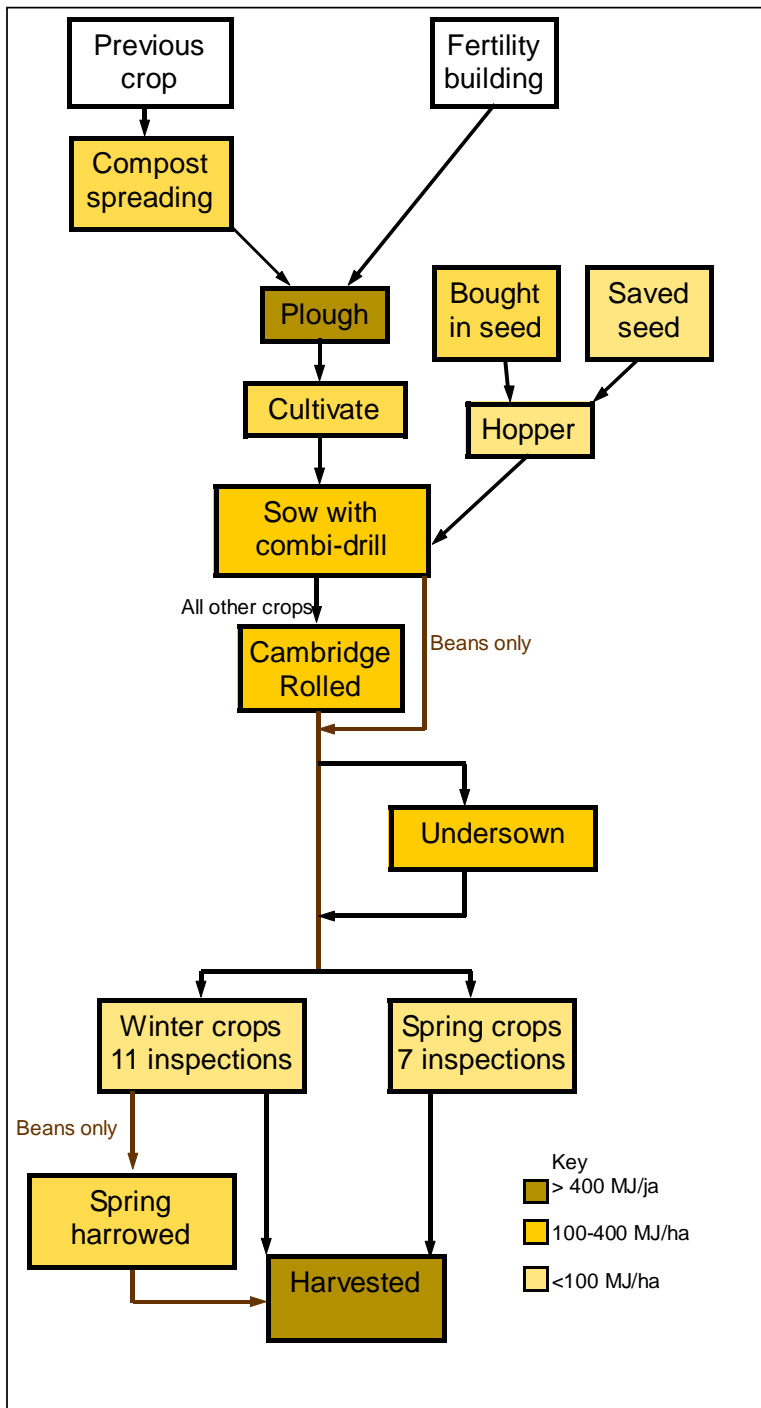 Previous
crop
Fertility
building
Compost
spreading
Plough
Bought
in seed
Saved
seed
Cultivate
Hopper
Sow with
combi-drill
All other crops
Beans only
Cambridge
Rolled
Undersown
Winter crops
11 inspections
Spring crops
7 inspections
Beans only
Spring
harrowed
Harvested
Key
> 400 MJ/ja
100-400 MJ/ha
<100 MJ/ha